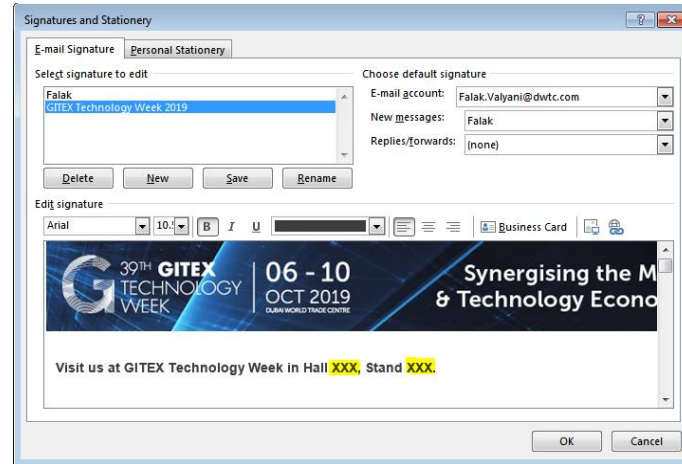 Signatures and Stationery
E-mail Signature Personal Stationery
Select signature to edit
Choose default signature
Falak
GITEX Technology Week 2019
E-mail account: Falak.Valyani@dwtc.com
New messages: Falak
Replies/forwards: (none)
Delete New Save Rename
Edit signature
Arial 10. B I U Business Card
39TH GITEX
TECHNOLOGY
WEEK
06 - 10
OCT 2019
DUBAI WORLD TRADE CENTRE
Synergising the M
& Technology Econo
Visit us at GITEX Technology Week in Hall XXX, Stand XXX.
OK Cancel